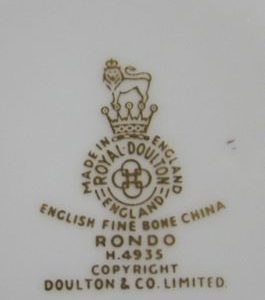 MADE IN ENGLAND
ROYAL·DOULTON
ENGLAND
ENGLISH FINE BONE CHINA
RONDO
H.4935
COPYRIGHT
DOULTON & CO. LIMITED.